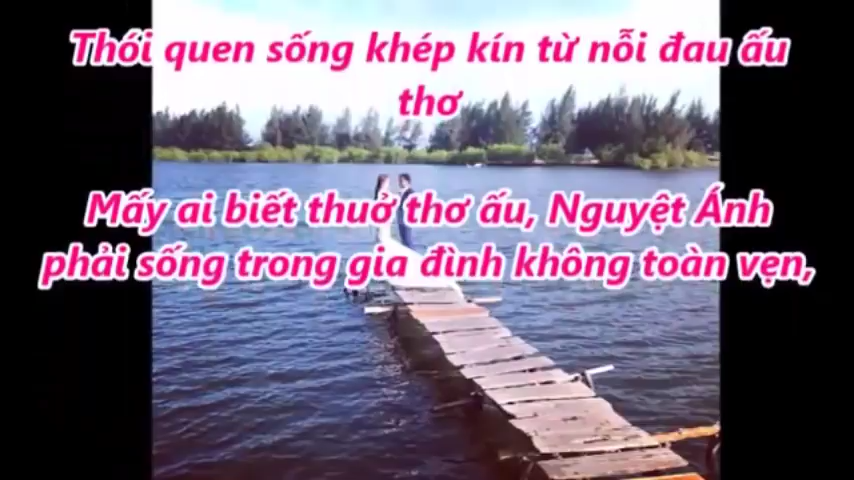 Thói quen sống khép kín từ nỗi đau ấu
thơ
Mấy ai biết thuở thơ ấu, Nguyệt Ánh
phải sống trong gia đình không toàn vẹn,